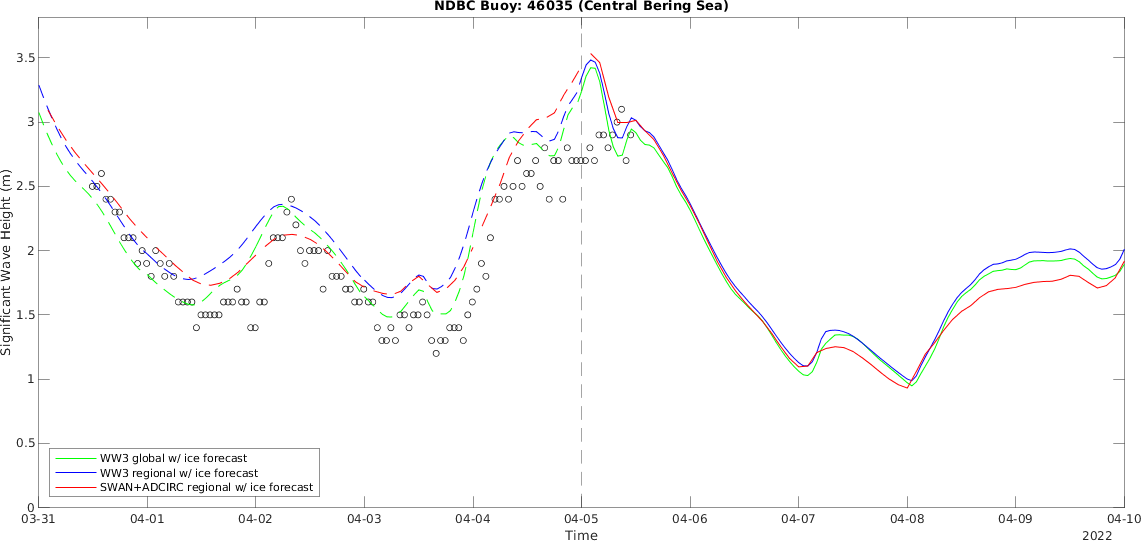 NDBC Buoy: 46035 (Central Bering Sea)
Significant Wave Height (m)
3.5
3
2.5
2
1.5
1
0.5
0
WW3 global w/ ice forecast
WW3 regional w/ ice forecast
SWAN+ADCIRC regional w/ ice forecast
03-31 04-01 04-02 04-03 04-04 04-05 04-06 04-07 04-08 04-09 04-10
Time
2022